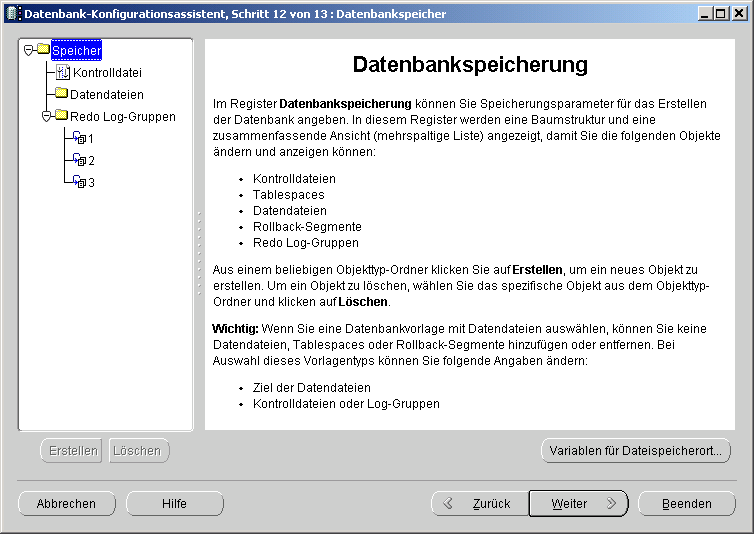 Datenbank-Konfigurationsassistent, Schritt 12 von 13 : Datenbankspeicher
Speicher
Kontrolldatei
Datendateien
Redo Log-Gruppen
1
2
3
Datenbankspeicherung
Im Register Datenbankspeicherung können Sie Speicherungsparameter für das Erstellen
der Datenbank angeben. In diesem Register werden eine Baumstruktur und eine
zusammenfassende Ansicht (mehrspaltige Liste) angezeigt, damit Sie die folgenden Objekte
ändern und anzeigen können:
• Kontrolldateien
• Tablespaces
• Datendateien
• Rollback-Segmente
• Redo Log-Gruppen
Aus einem beliebigen Objekttyp-Ordner klicken Sie auf Erstellen, um ein neues Objekt zu
erstellen. Um ein Objekt zu löschen, wählen Sie das spezifische Objekt aus dem Objekttyp-
Ordner und klicken auf Löschen.
Wichtig: Wenn Sie eine Datenbankvorlage mit Datendateien auswählen, können Sie keine
Datendateien, Tablespaces oder Rollback-Segmente hinzufügen oder entfernen. Bei
Auswahl dieses Vorlagentyps können Sie folgende Angaben ändern:
• Ziel der Datendateien
• Kontrolldateien oder Log-Gruppen
Erstellen Löschen
Variablen für Dateispeicherort...
Abbrechen Hilfe Zurück Weiter Beenden